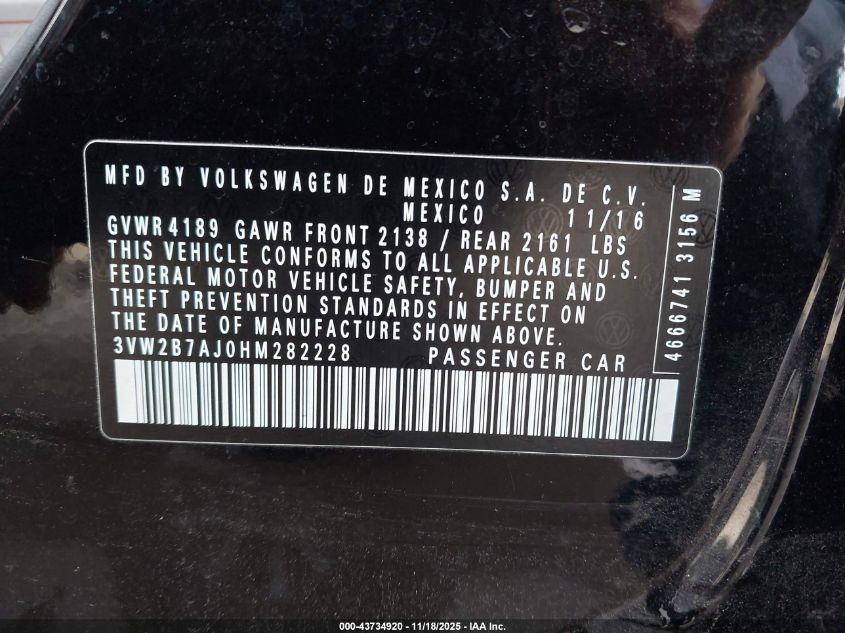 MFD BY VOLKSWAGEN DE MEXICO S.A. DE C.V.
MEXICO 11/16
GVWR 4189 GAWR FRONT 2138 / REAR 2161 LBS
THIS VEHICLE CONFORMS TO ALL APPLICABLE U.S.
FEDERAL MOTOR VEHICLE SAFETY, BUMPER AND
THEFT PREVENTION STANDARDS IN EFFECT ON
THE DATE OF MANUFACTURE SHOWN ABOVE.
3VW2B7AJ0HM282228 PASSENGER CAR
4666741 3156 M
000-43734920 - 11/18/2025 - IAA Inc.